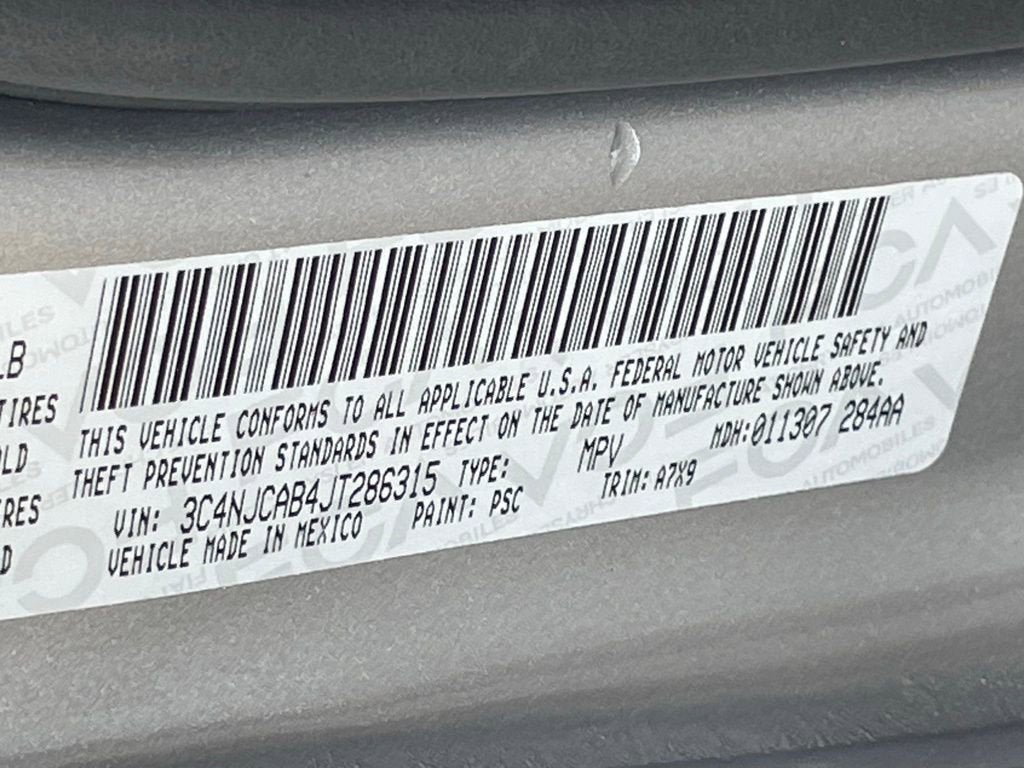 LB
TIRES
OLD
RES
D
THIS VEHICLE CONFORMS TO ALL APPLICABLE U.S.A. FEDERAL MOTOR VEHICLE SAFETY AND
THEFT PREVENTION STANDARDS IN EFFECT ON THE DATE OF MANUFACTURE SHOWN ABOVE.
VIN: 3C4NJCAB4JT286315 TYPE: MPV MDH:011307 284AA
VEHICLE MADE IN MEXICO PAINT: PSC TRIM: A7X9